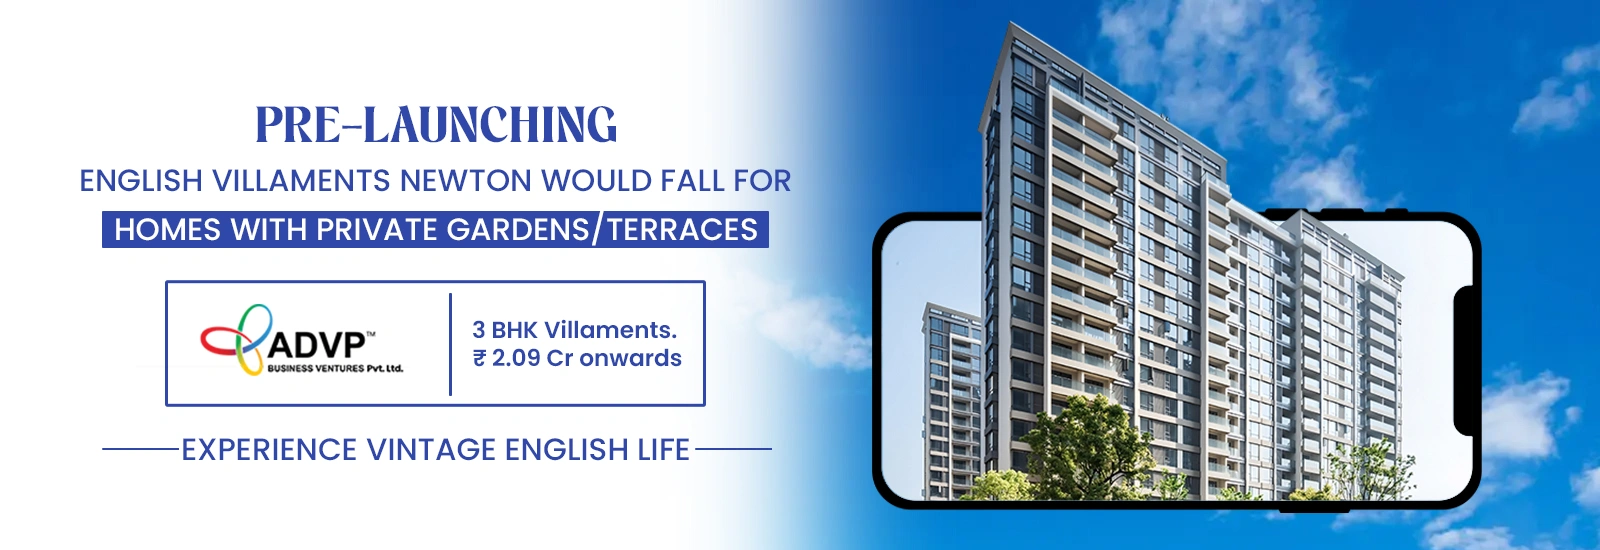 PRE-LAUNCHING
ENGLISH VILLAMENTS NEWTON WOULD FALL FOR
HOMES WITH PRIVATE GARDENS/TERRACES
ADVP™
BUSINESS VENTURES Pvt. Ltd.
3 BHK Villaments.
₹ 2.09 Cr onwards
EXPERIENCE VINTAGE ENGLISH LIFE